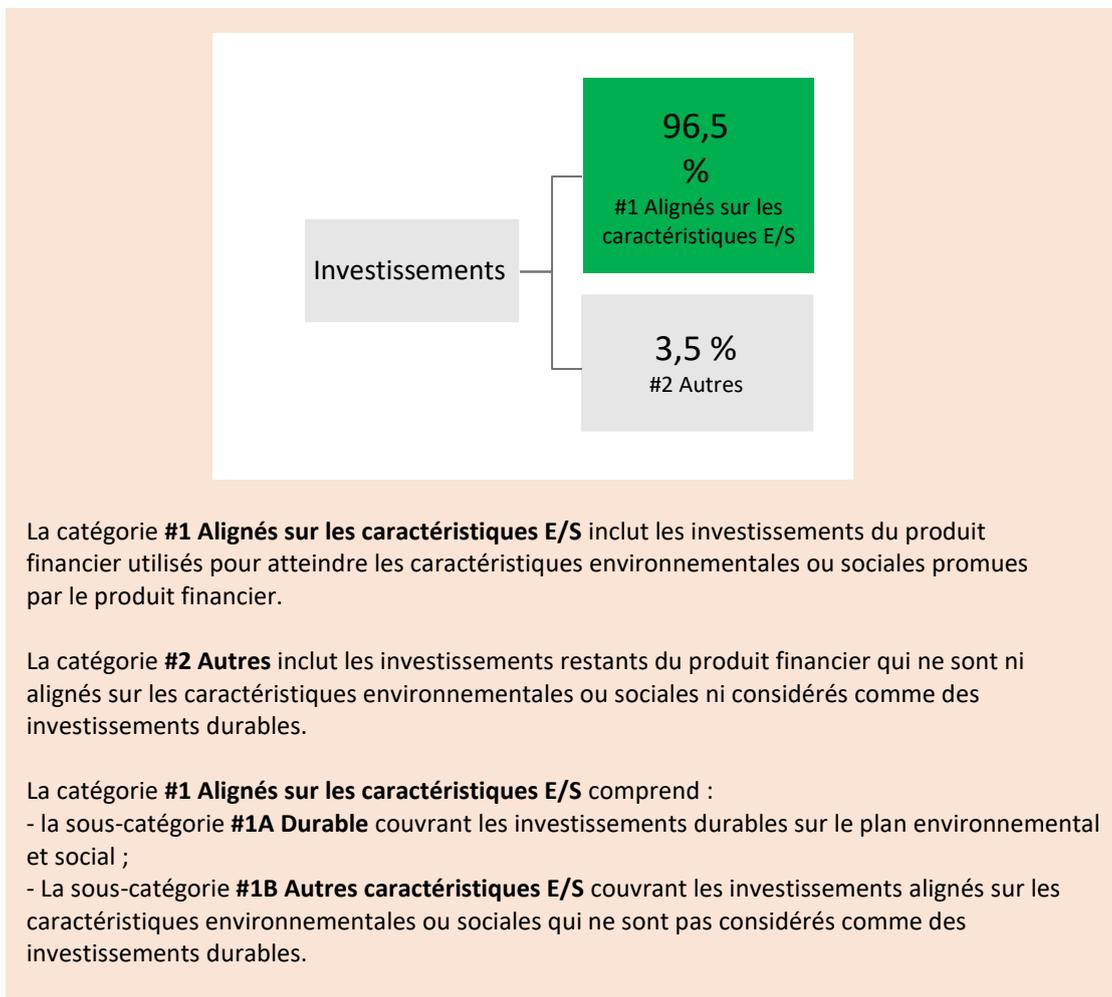 96,5
%
#1 Alignés sur les
caractéristiques E/S
Investissements
3,5 %
#2 Autres
La catégorie #1 Alignés sur les caractéristiques E/S inclut les investissements du produit
financier utilisés pour atteindre les caractéristiques environnementales ou sociales promues
par le produit financier.
La catégorie #2 Autres inclut les investissements restants du produit financier qui ne sont ni
alignés sur les caractéristiques environnementales ou sociales ni considérés comme des
investissements durables.
La catégorie #1 Alignés sur les caractéristiques E/S comprend :
- la sous-catégorie #1A Durable couvrant les investissements durables sur le plan environnemental
et social ;
- La sous-catégorie #1B Autres caractéristiques E/S couvrant les investissements alignés sur les
caractéristiques environnementales ou sociales qui ne sont pas considérés comme des
investissements durables.